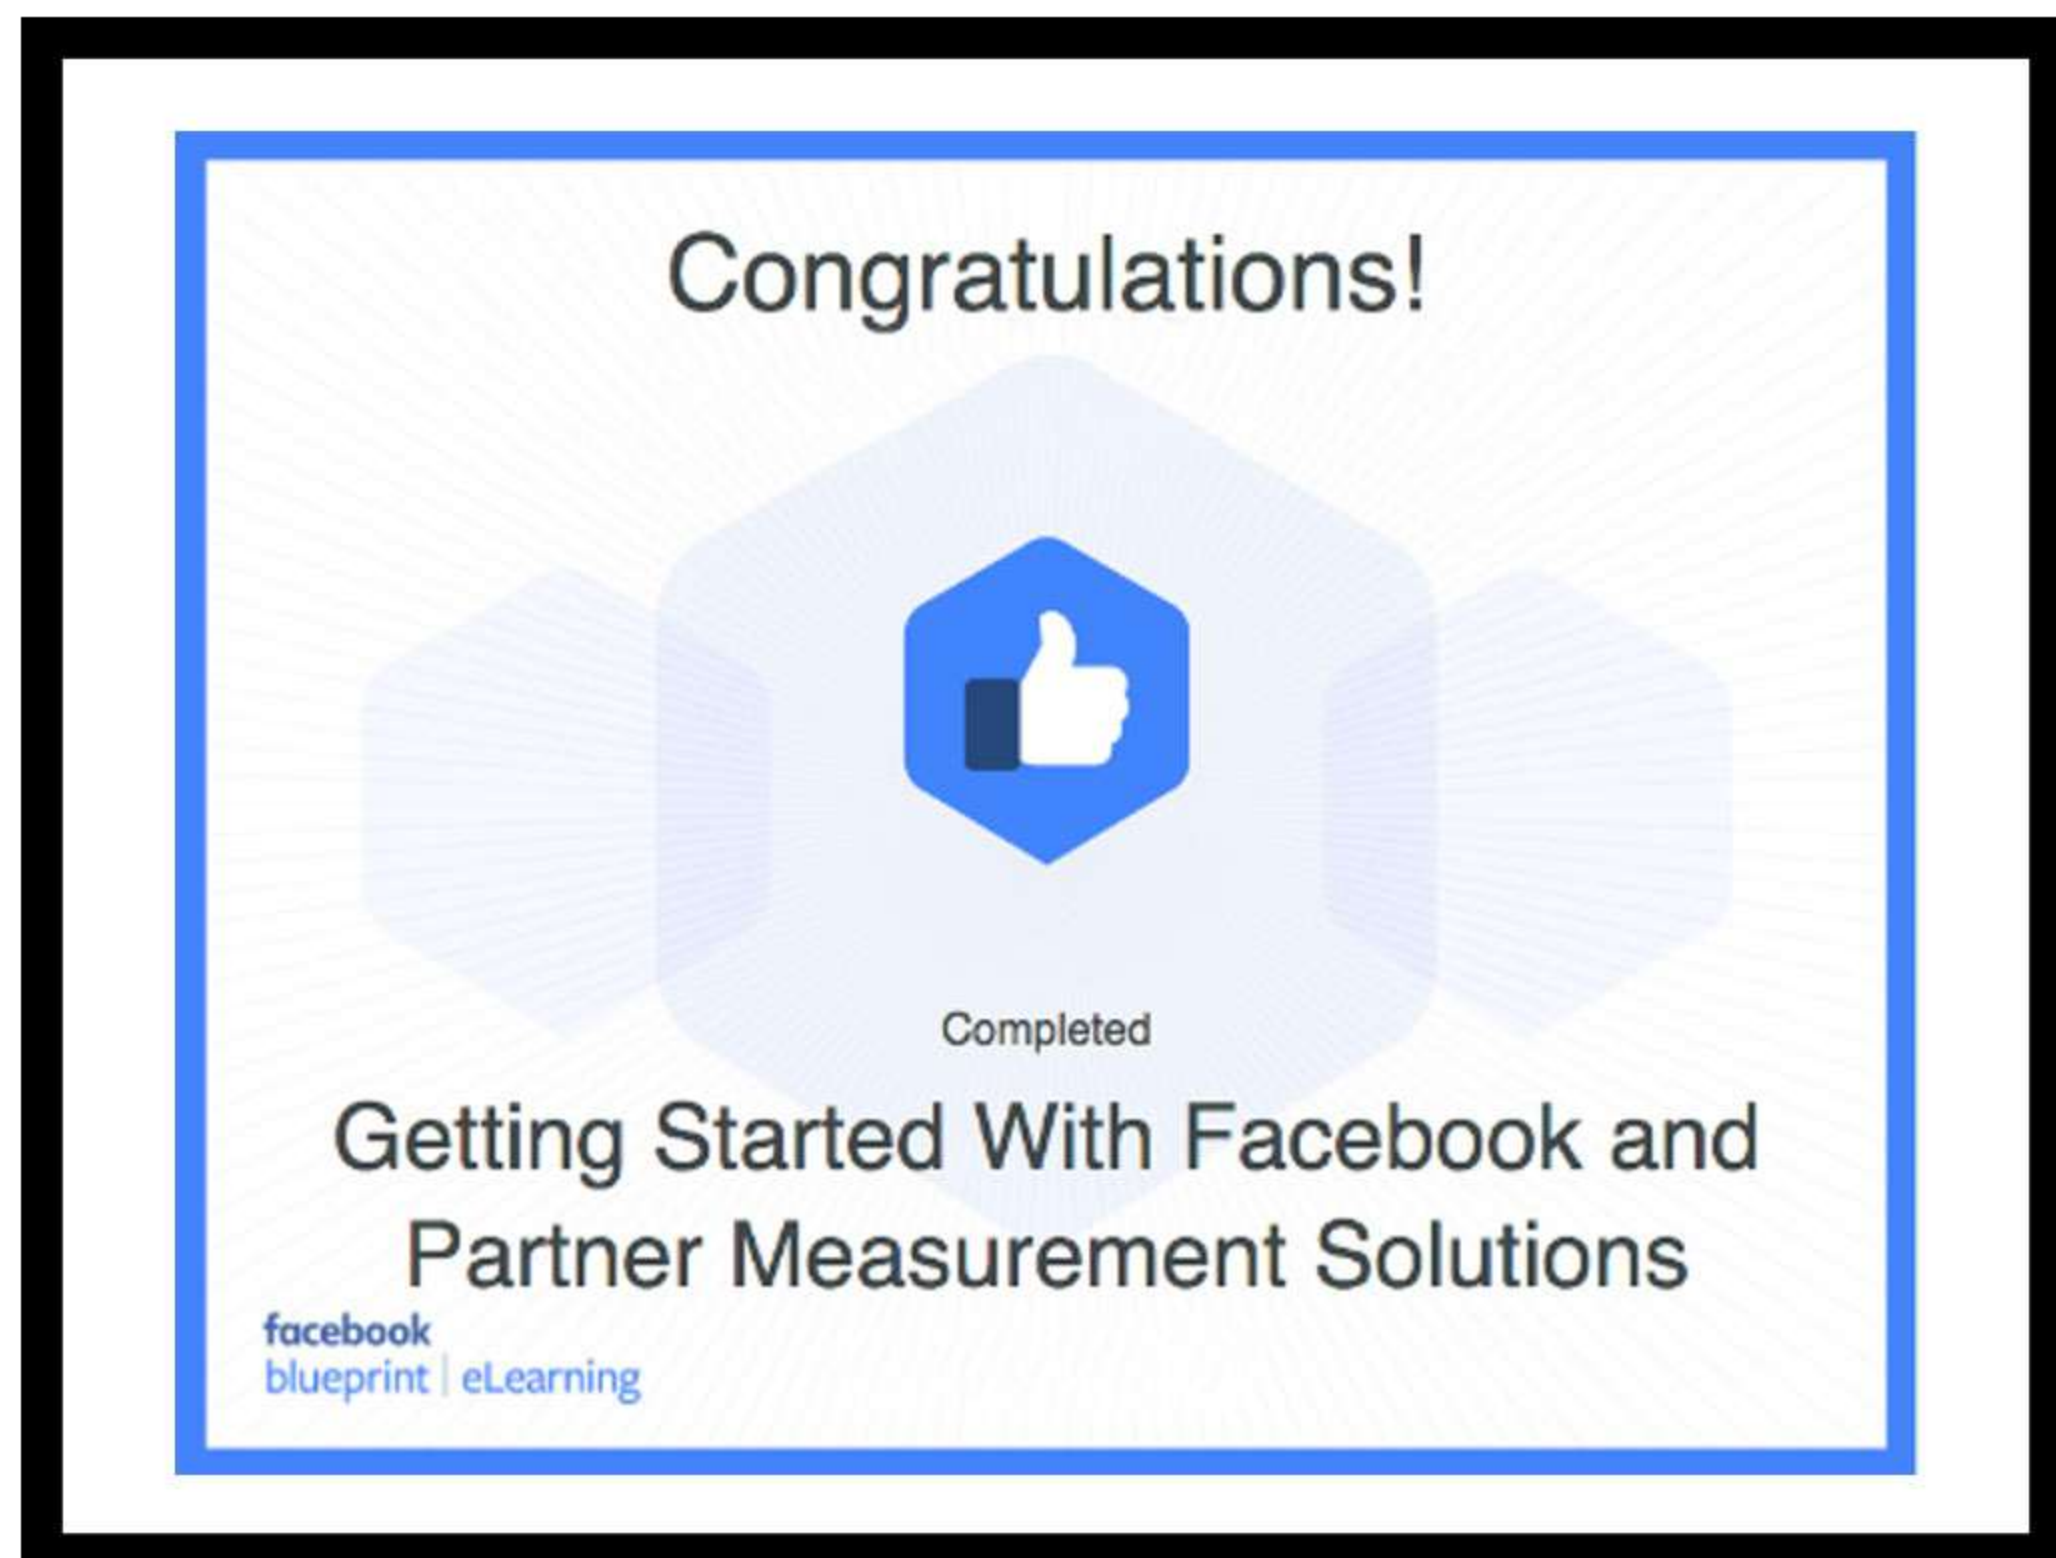 Congratulations!
Completed
Getting Started With Facebook and
Partner Measurement Solutions
facebook
blueprint | eLearning